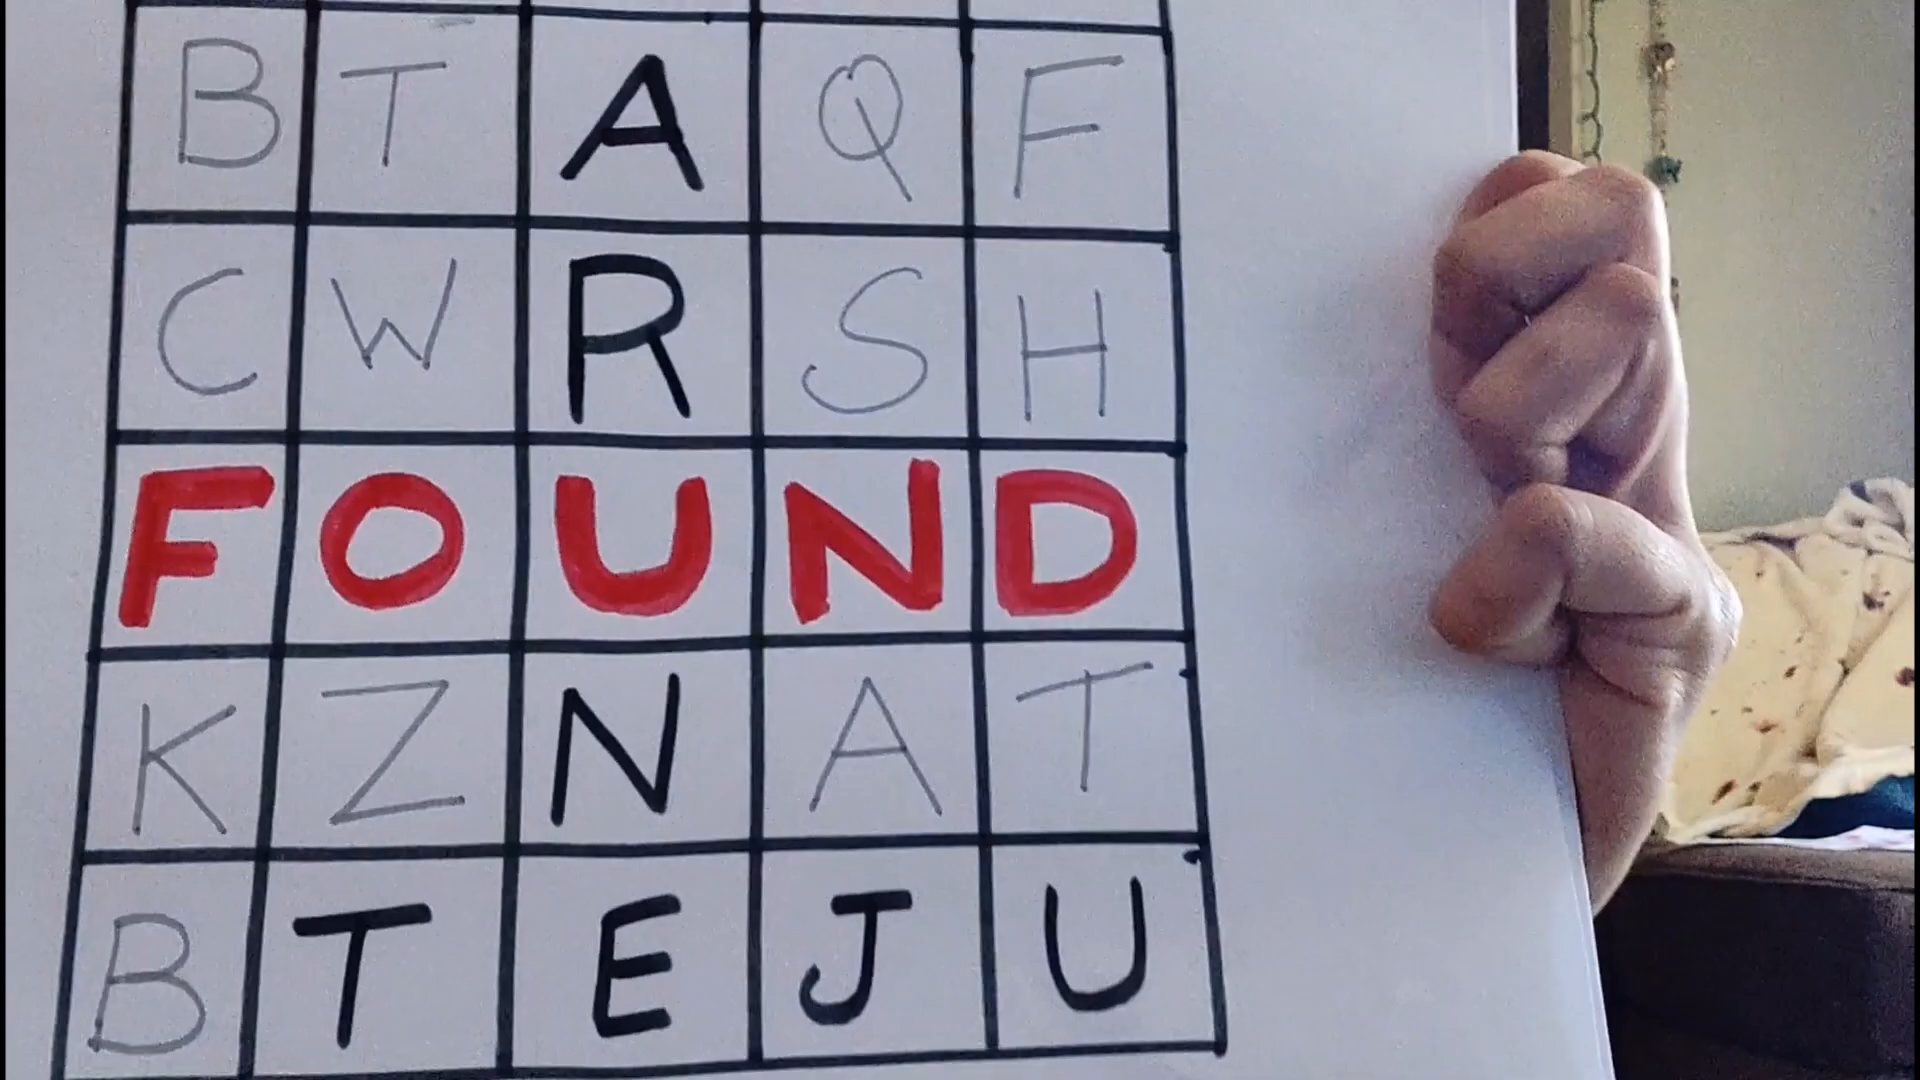 B T A Q F
C W R S H
F O U N D
K Z N A T
B T E J U